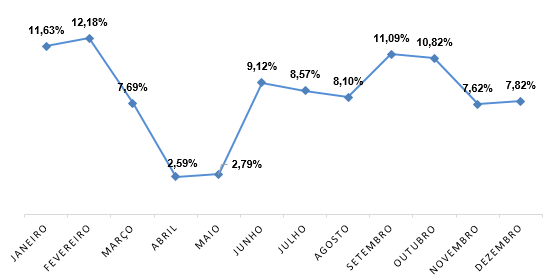 11,63%
12,18%
7,69%
2,59%
2,79%
9,12%
8,57%
8,10%
11,09%
10,82%
7,62%
7,82%
JANEIRO
FEVEREIRO
MARÇO
ABRIL
MAIO
JUNHO
JULHO
AGOSTO
SETEMBRO
OUTUBRO
NOVEMBRO
DEZEMBRO